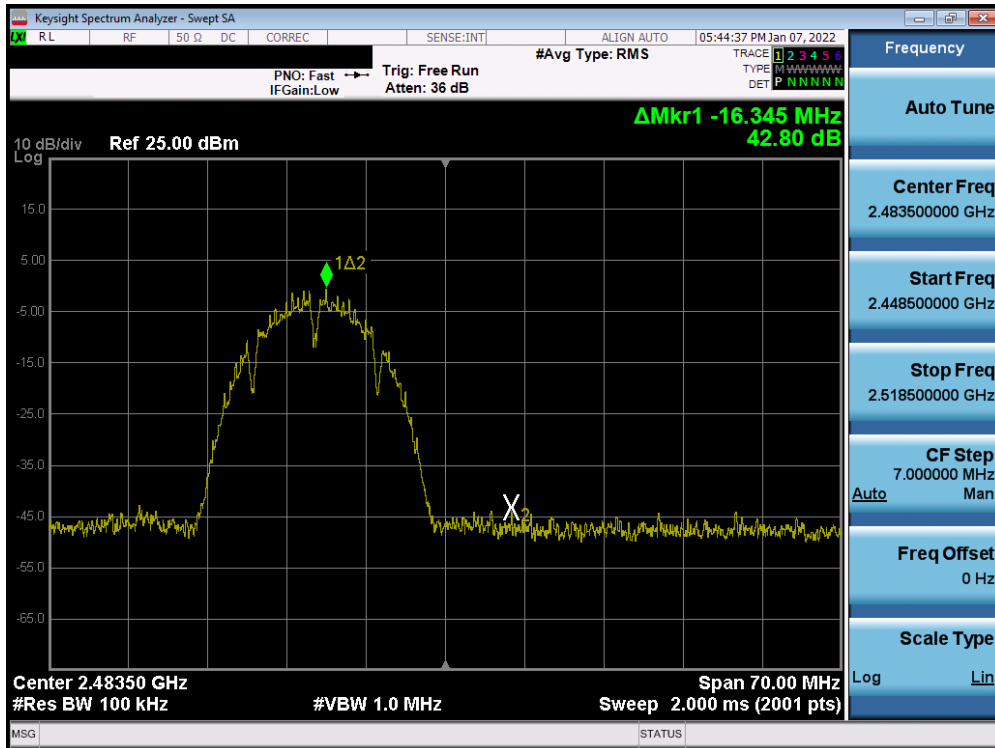 Keysight Spectrum Analyzer - Swept SA
LXI RL RF 50 Ω DC CORREC SENSE:INT ALIGN AUTO 05:44:37 PM Jan 07, 2022
#Avg Type: RMS
TRACE 1 2 3 4 5 6
TYPE M W W W W W
DET P N N N N N
PNO: Fast
IFGain:Low
Trig: Free Run
Atten: 36 dB
ΔMkr1 -16.345 MHz
42.80 dB
10 dB/div Ref 25.00 dBm
Log
15.0
5.00
-5.00
-15.0
-25.0
-35.0
-45.0
-55.0
-65.0
1Δ2
X2
Center 2.48350 GHz
Span 70.00 MHz
#Res BW 100 kHz
#VBW 1.0 MHz
Sweep 2.000 ms (2001 pts)
MSG
STATUS
Frequency
Auto Tune
Center Freq
2.483500000 GHz
Start Freq
2.448500000 GHz
Stop Freq
2.518500000 GHz
CF Step
7.000000 MHz
Auto Man
Freq Offset
0 Hz
Scale Type
Log Lin